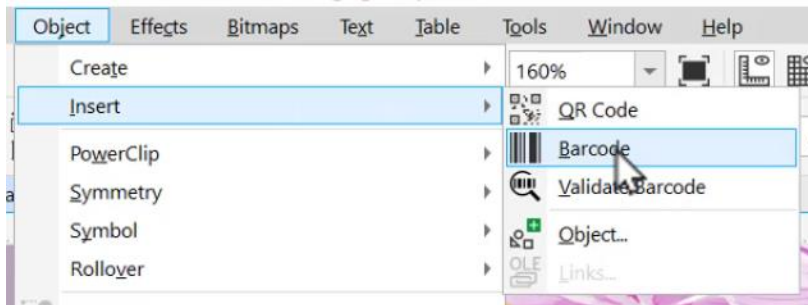 Object Effects Bitmaps Text Table Tools Window Help
Create
160%
Insert
QR Code
PowerClip
Barcode
Symmetry
Validate Barcode
Symbol
Object...
Rollover
OLE Links...